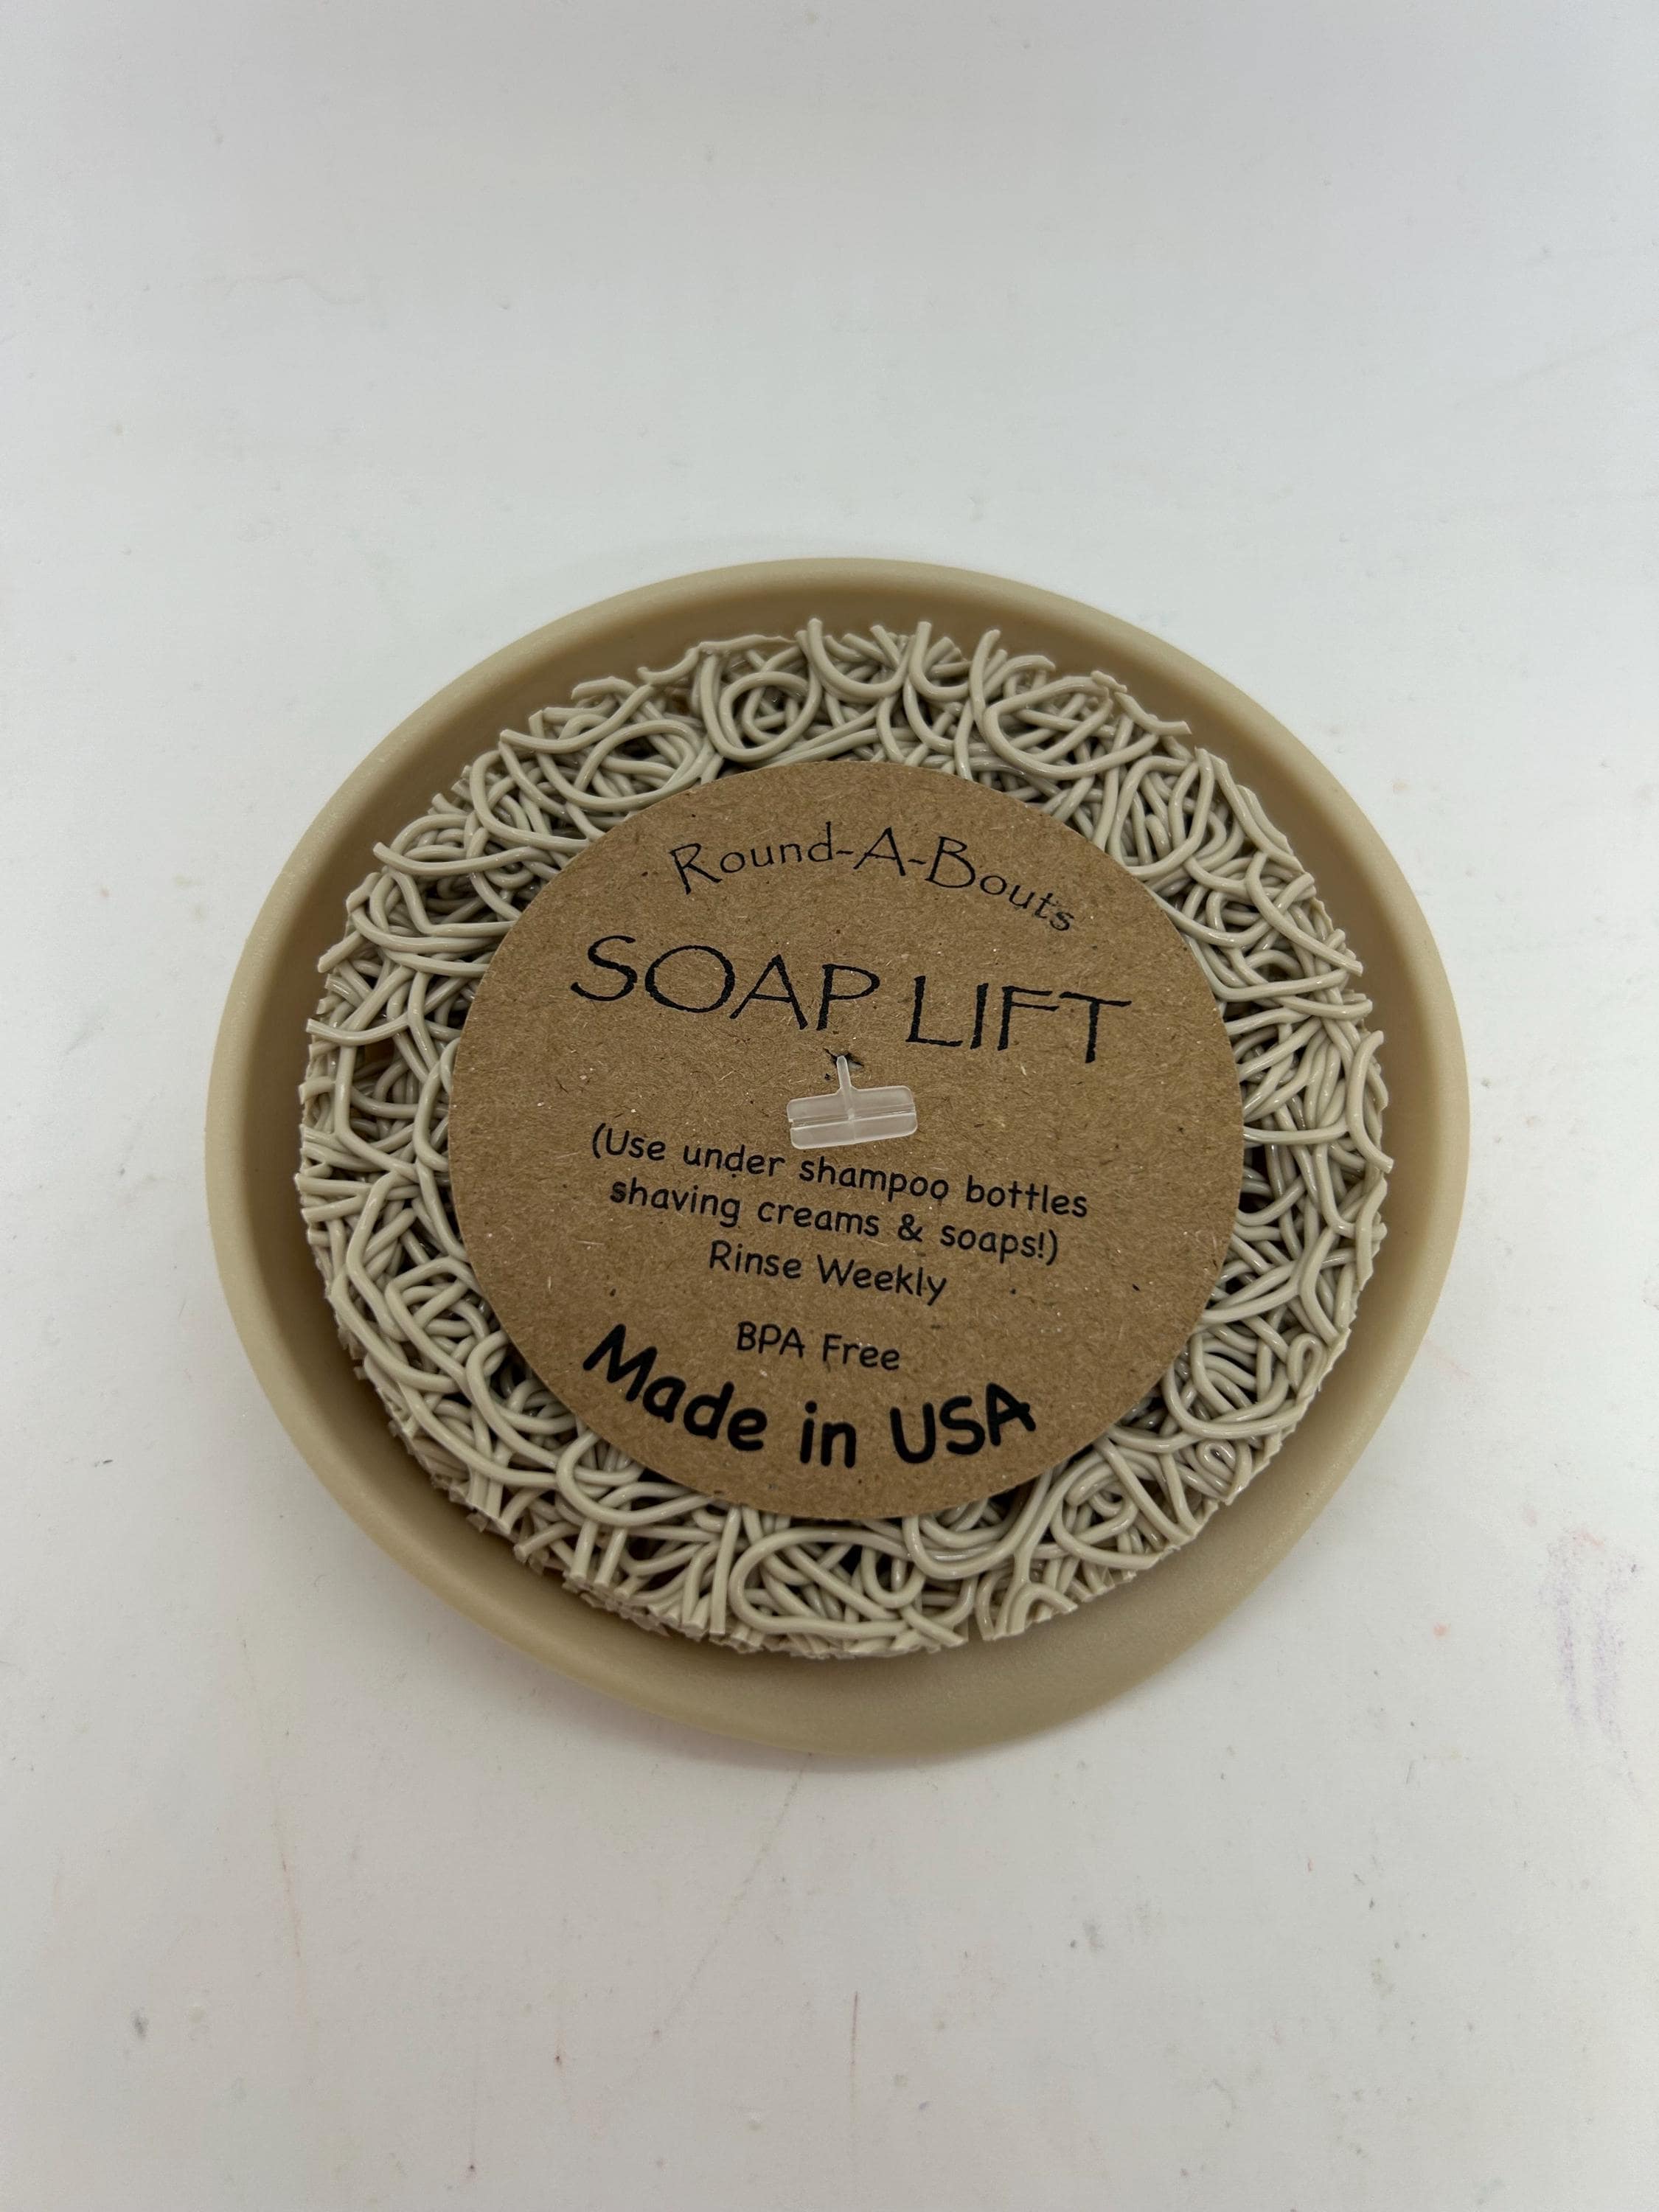 Round-A-Bouts
SOAP LIFT
(Use under shampoo bottles
shaving creams & soaps!)
Rinse Weekly
BPA Free
Made in USA